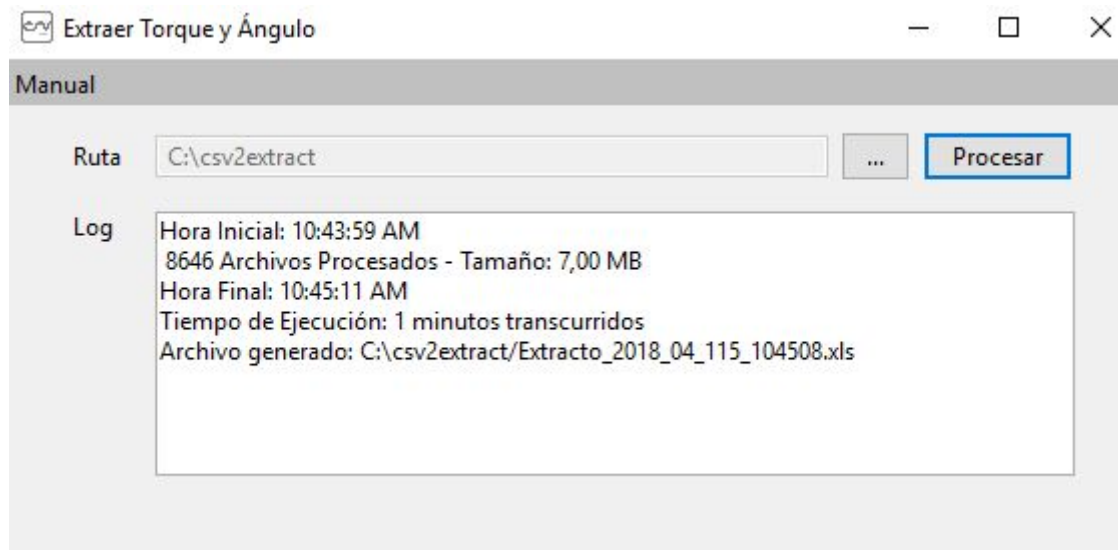 Extraer Torque y Ángulo
Manual
Ruta C:\csv2extract ... Procesar
Log
Hora Inicial: 10:43:59 AM
8646 Archivos Procesados - Tamaño: 7,00 MB
Hora Final: 10:45:11 AM
Tiempo de Ejecución: 1 minutos transcurridos
Archivo generado: C:\csv2extract/Extracto_2018_04_115_104508.xls